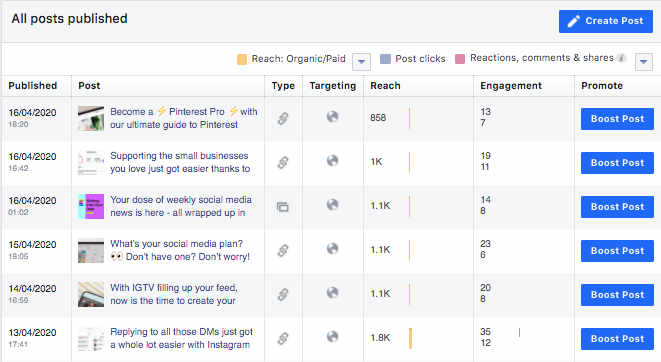 All posts published
Create Post
Reach: Organic/Paid
Post clicks
Reactions, comments & shares
Published Post Type Targeting Reach Engagement Promote
16/04/2020 Become a ⚡ Pinterest Pro ⚡ with 858 13 Boost Post
18:20 our ultimate guide to Pinterest 7
16/04/2020 Supporting the small businesses 1K 19 Boost Post
16:42 you love just got easier thanks to 11
16/04/2020 Your dose of weekly social media 1.1K 14 Boost Post
01:02 news is here - all wrapped up in 8
15/04/2020 What's your social media plan? 1.1K 23 Boost Post
18:05 👀 Don't have one? Don't worry! 6
14/04/2020 With IGTV filling up your feed, 1.1K 20 Boost Post
16:59 now is the time to create your 8
13/04/2020 Replying to all those DMs just got 1.8K 35 Boost Post
17:41 a whole lot easier with Instagram 12